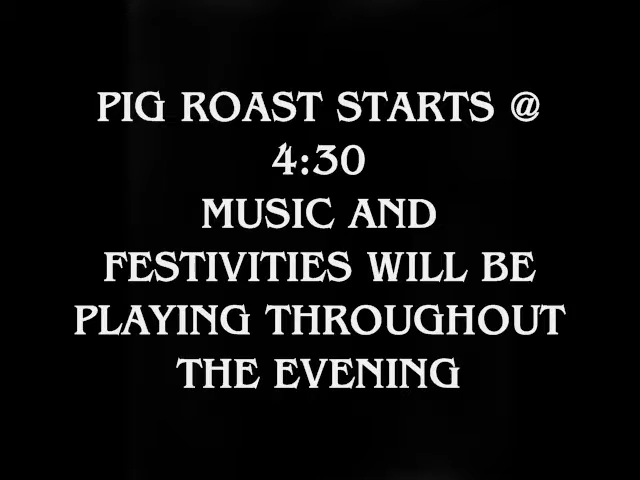 PIG ROAST STARTS @
4:30
MUSIC AND
FESTIVITIES WILL BE
PLAYING THROUGHOUT
THE EVENING